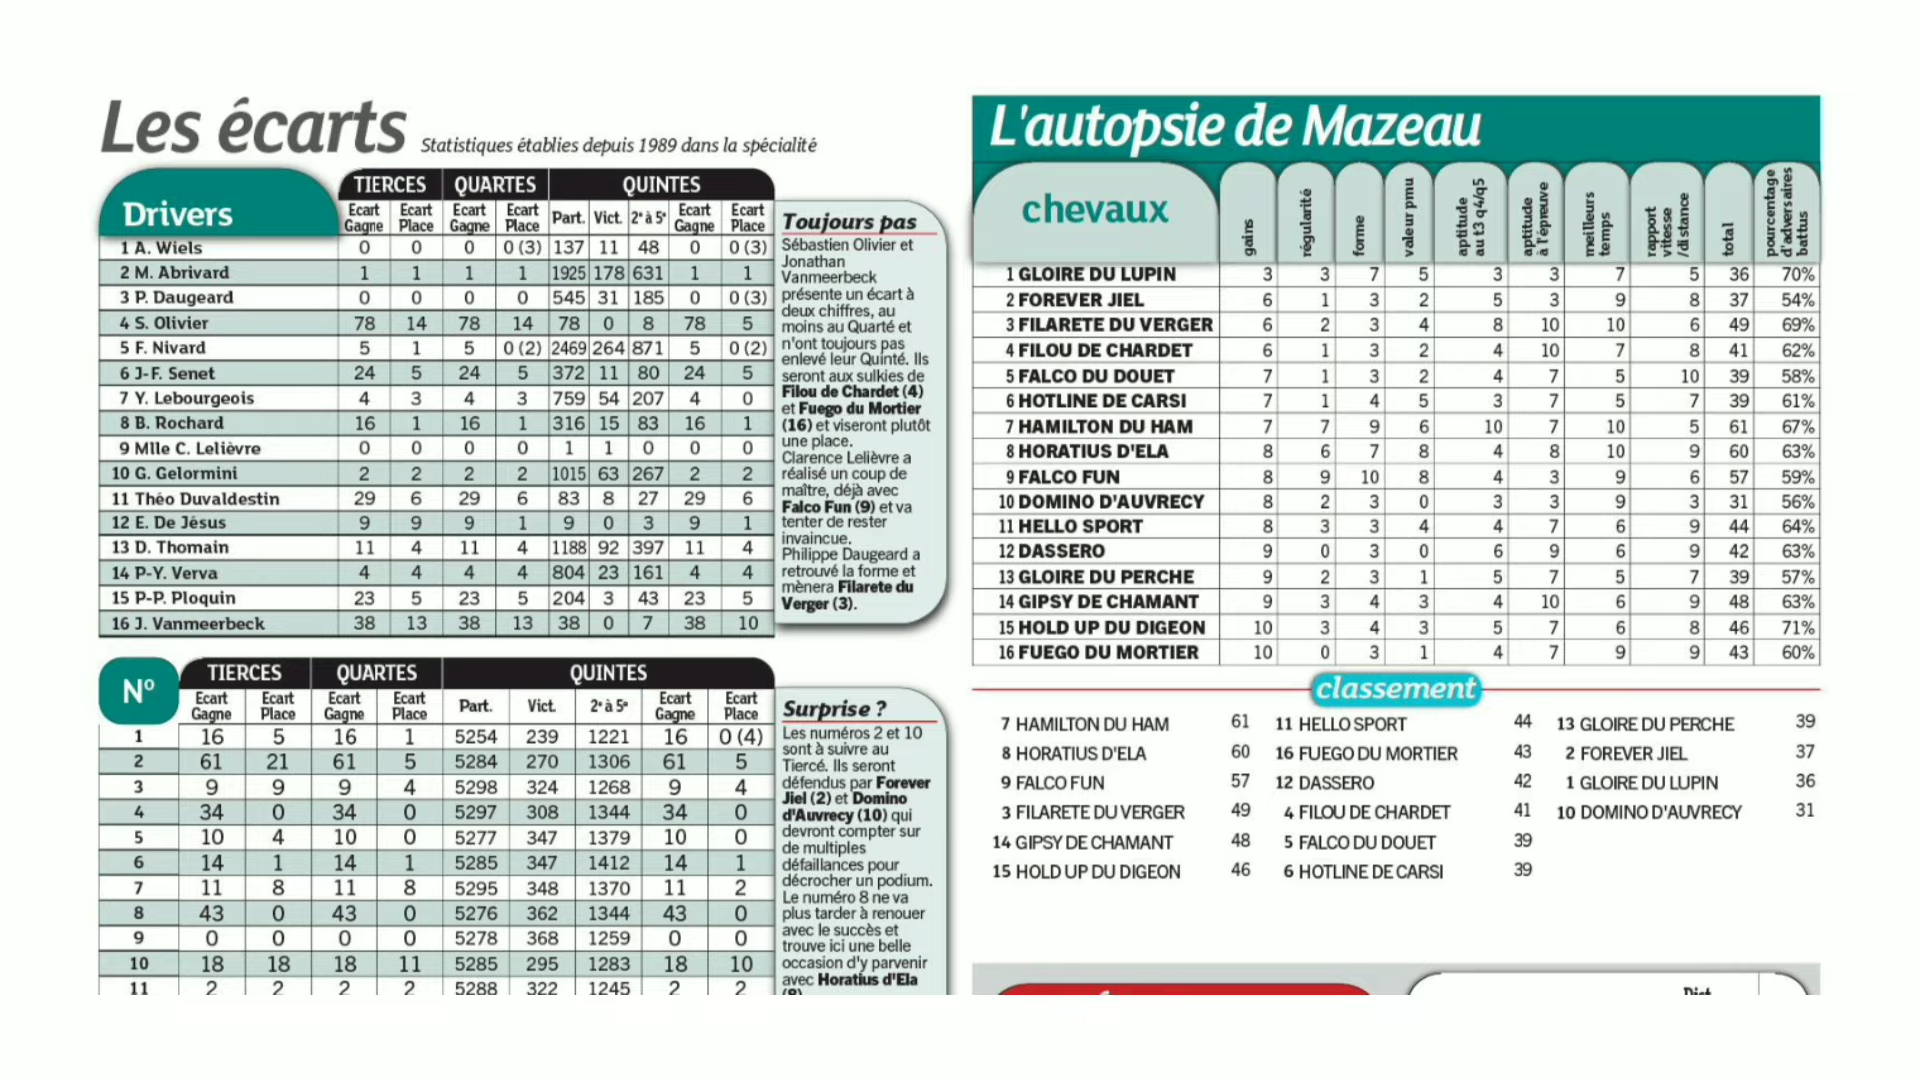 Les écarts Statistiques établies depuis 1989 dans la spécialité
Drivers TIERCES QUARTES QUINTES
Ecart Gagne Ecart Place Ecart Gagne Ecart Place Part. Vict. 2e à 5e Ecart Gagne Ecart Place
1 A. Wiels 0 0 0 0 (3) 137 11 48 0 0 (3)
2 M. Abrivard 1 1 1 1 1925 178 631 1 1
3 P. Daugeard 0 0 0 0 545 31 185 0 0 (3)
4 S. Olivier 78 14 78 14 78 0 8 78 5
5 F. Nivard 5 1 5 0 (2) 2469 264 871 5 0 (2)
6 J-F. Senet 24 5 24 5 372 11 80 24 5
7 Y. Lebourgeois 4 3 4 3 759 54 207 4 0
8 B. Rochard 16 1 16 1 316 15 83 16 1
9 Mlle C. Lelièvre 0 0 0 0 1 1 0 0 0
10 G. Gelormini 2 2 2 2 1015 63 267 2 2
11 Théo Duvaldestin 29 6 29 6 83 8 27 29 6
12 E. De Jésus 9 9 9 1 9 0 3 9 1
13 D. Thomain 11 4 11 4 1188 92 397 11 4
14 P-Y. Verva 4 4 4 4 804 23 161 4 4
15 P-P. Ploquin 23 5 23 5 204 3 43 23 5
16 J. Vanmeerbeck 38 13 38 13 38 0 7 38 10
Toujours pas
Sébastien Olivier et
Jonathan
Vanmeerbeck
présente un écart à
deux chiffres, au
moins au Quarté et
n'ont toujours pas
enlevé leur Quinté. Ils
seront aux sulkies de
Filou de Chardet (4)
et Fuego du Mortier
(16) et viseront plutôt
une place.
Clarence Lelièvre a
réalisé un coup de
maître, déjà avec
Falco Fun (9) et va
tenter de rester
invaincue.
Philippe Daugeard a
retrouvé la forme et
mènera Filarete du
Verger (3).
N° TIERCES QUARTES QUINTES
Ecart Gagne Ecart Place Ecart Gagne Ecart Place Part. Vict. 2e à 5e Ecart Gagne Ecart Place
1 16 5 16 1 5254 239 1221 16 0 (4)
2 61 21 61 5 5284 270 1306 61 5
3 9 9 9 4 5298 324 1268 9 4
4 34 0 34 0 5297 308 1344 34 0
5 10 4 10 0 5277 347 1379 10 0
6 14 1 14 1 5285 347 1412 14 1
7 11 8 11 8 5295 348 1370 11 2
8 43 0 43 0 5276 362 1344 43 0
9 0 0 0 0 5278 368 1259 0 0
10 18 18 18 11 5285 295 1283 18 10
11 2 2 2 2 5288 322 1245 2 2
Surprise ?
Les numéros 2 et 10
sont à suivre au
Tiercé. Ils seront
défendus par Forever
Jiel (2) et Domino
d'Auvrecy (10) qui
devront compter sur
de multiples
défaillances pour
décrocher un podium.
Le numéro 8 ne va
plus tarder à renouer
avec le succès et
trouve ici une belle
occasion d'y parvenir
avec Horatius d'Ela
(8)
L'autopsie de Mazeau
chevaux gains régularité forme valeur pmu aptitude au t3 q4/q5 aptitude à l'épreuve meilleurs temps rapport vitesse /distance total pourcentage d'adversaires battus
1 GLOIRE DU LUPIN 3 3 7 5 3 3 7 5 36 70%
2 FOREVER JIEL 6 1 3 2 5 3 9 8 37 54%
3 FILARETE DU VERGER 6 2 3 4 8 10 10 6 49 69%
4 FILOU DE CHARDET 6 1 3 2 4 10 7 8 41 62%
5 FALCO DU DOUET 7 1 3 2 4 7 5 10 39 58%
6 HOTLINE DE CARSI 7 1 4 5 3 7 5 7 39 61%
7 HAMILTON DU HAM 7 7 9 6 10 7 10 5 61 67%
8 HORATIUS D'ELA 8 6 7 8 4 8 10 9 60 63%
9 FALCO FUN 8 9 10 8 4 3 9 6 57 59%
10 DOMINO D'AUVRECY 8 2 3 0 3 3 9 3 31 56%
11 HELLO SPORT 8 3 3 4 4 7 6 9 44 64%
12 DASSERO 9 0 3 0 6 9 6 9 42 63%
13 GLOIRE DU PERCHE 9 2 3 1 5 7 5 7 39 57%
14 GIPSY DE CHAMANT 9 3 4 3 4 10 6 9 48 63%
15 HOLD UP DU DIGEON 10 3 4 3 5 7 6 8 46 71%
16 FUEGO DU MORTIER 10 0 3 1 4 7 9 9 43 60%
classement
7 HAMILTON DU HAM 61 11 HELLO SPORT 44 13 GLOIRE DU PERCHE 39
8 HORATIUS D'ELA 60 16 FUEGO DU MORTIER 43 2 FOREVER JIEL 37
9 FALCO FUN 57 12 DASSERO 42 1 GLOIRE DU LUPIN 36
3 FILARETE DU VERGER 49 4 FILOU DE CHARDET 41 10 DOMINO D'AUVRECY 31
14 GIPSY DE CHAMANT 48 5 FALCO DU DOUET 39
15 HOLD UP DU DIGEON 46 6 HOTLINE DE CARSI 39